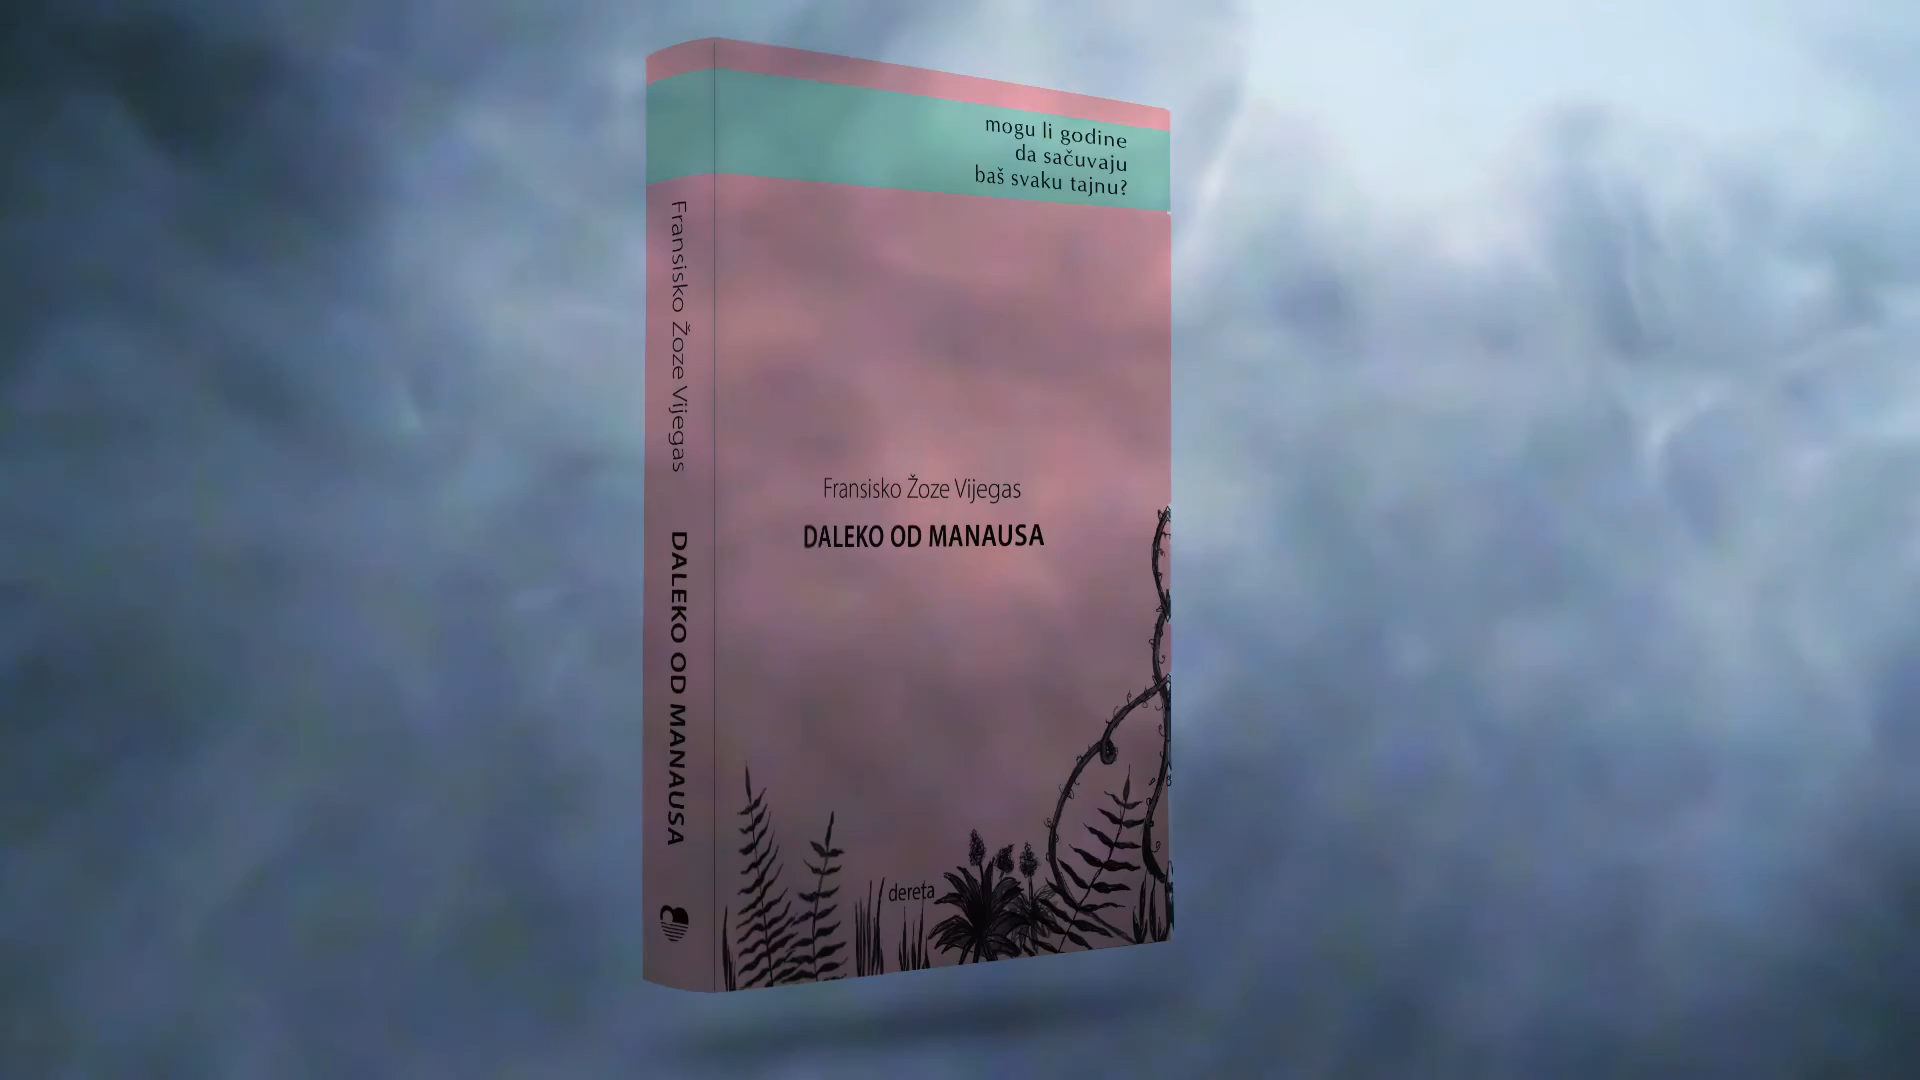 mogu li godine
da sačuvaju
baš svaku tajnu?
Fransisko Žoze Vijegas
DALEKO OD MANAUSA
dereta
Fransisko Žoze Vijegas DALEKO OD MANAUSA